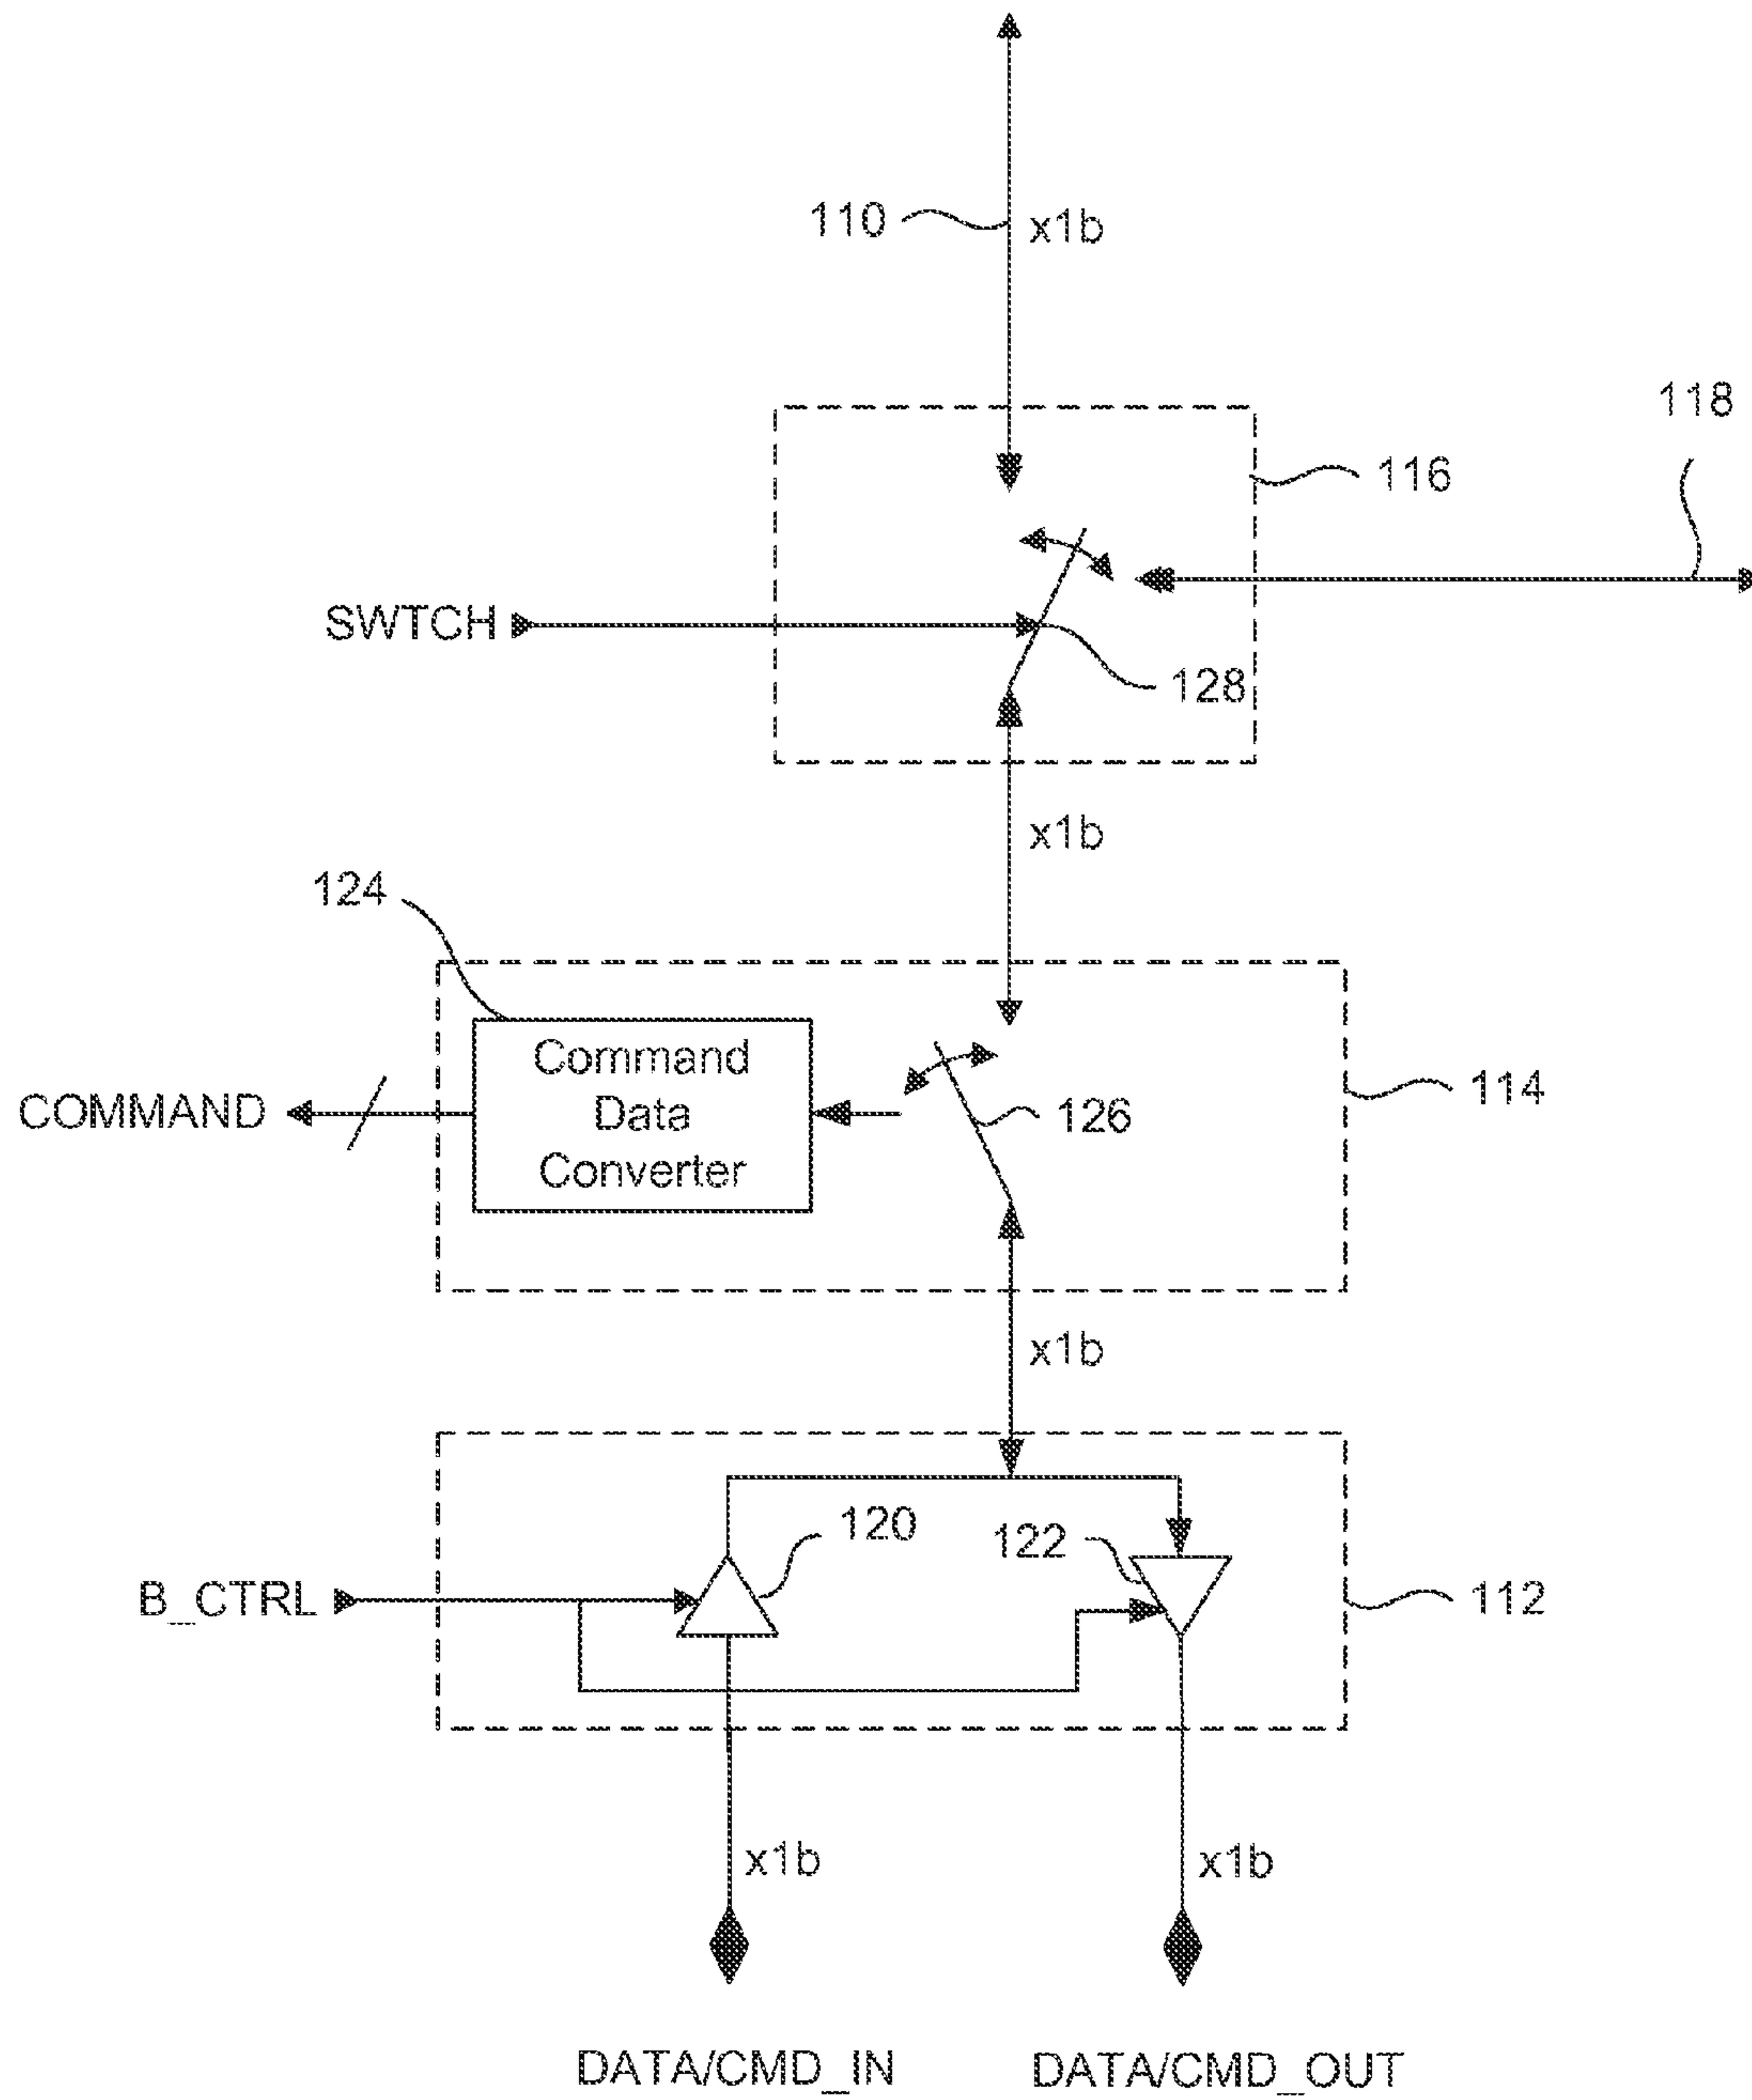 110
x1b
118
116
SWTCH
128
x1b
124
Command
Data
Converter
COMMAND
126
114
x1b
120
122
B_CTRL
112
x1b
x1b
DATA/CMD_IN
DATA/CMD_OUT